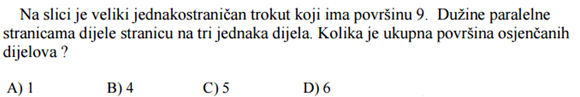 Na slici je veliki jednakostraničan trokut koji ima površinu 9. Dužine paralelne
stranicama dijele stranicu na tri jednaka dijela. Kolika je ukupna površina osjenčanih
dijelova ?
A) 1 B) 4 C) 5 D) 6